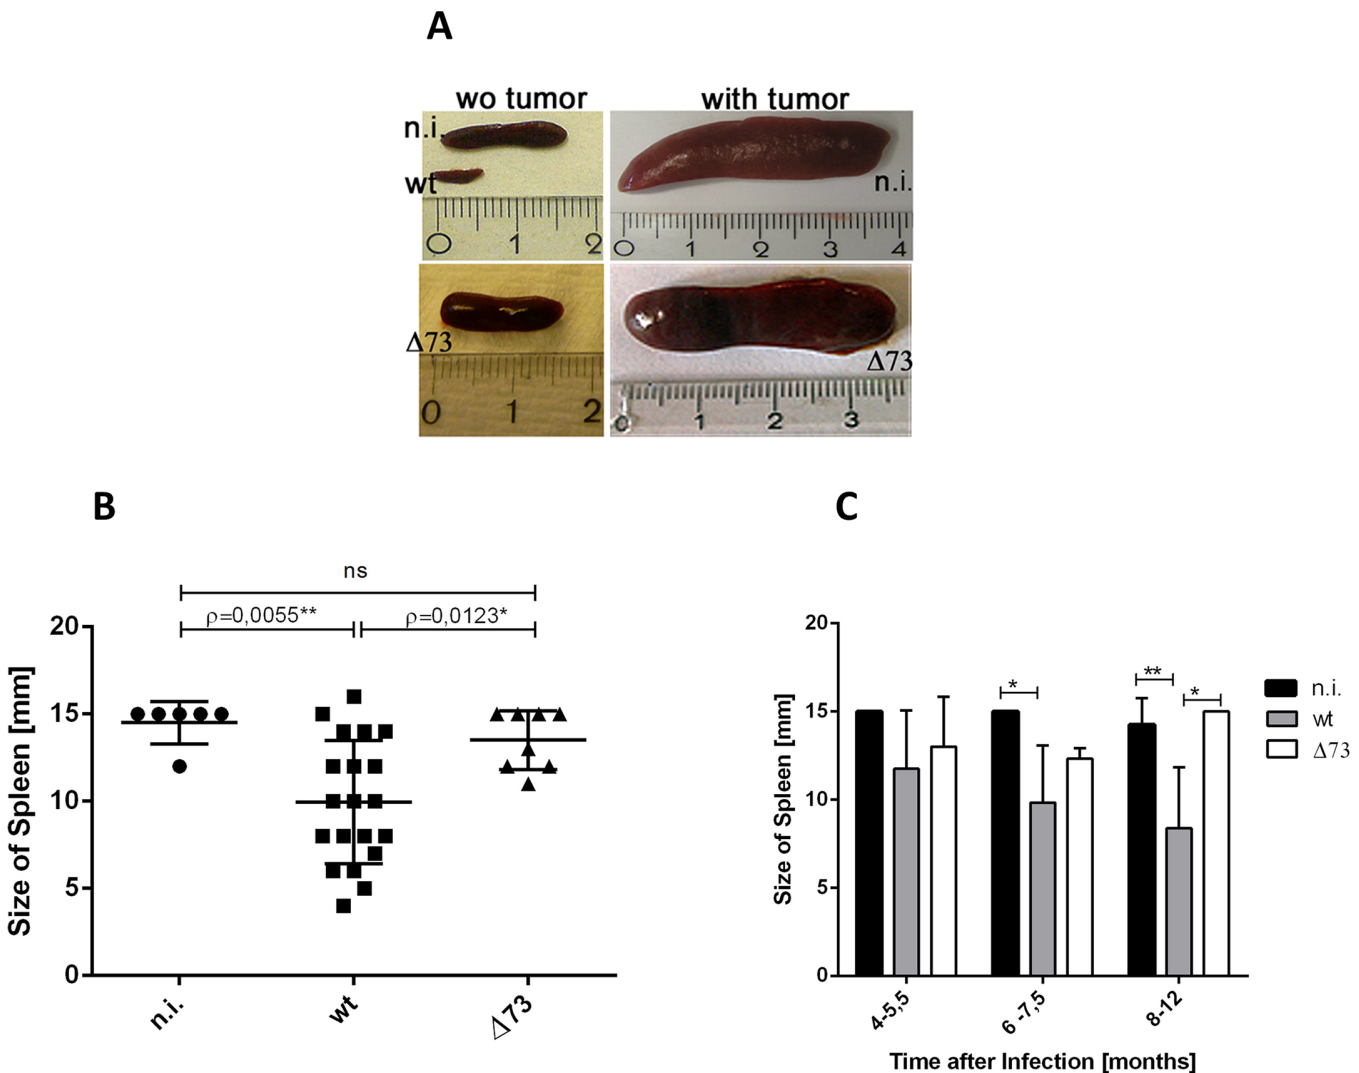 A
wo tumor
with tumor
n.i.
wt
n.i.
0 1 2
0 1 2 3 4
Δ73
Δ73
0 1 2
0 1 2 3
B
C
ns
ρ=0,0055**
ρ=0,0123*
20
15
10
5
0
Size of Spleen [mm]
n.i.
wt
Δ73
20
15
10
5
0
Size of Spleen [mm]
*
**
*
n.i.
wt
Δ73
4-5,5
6 -7,5
8-12
Time after Infection [months]